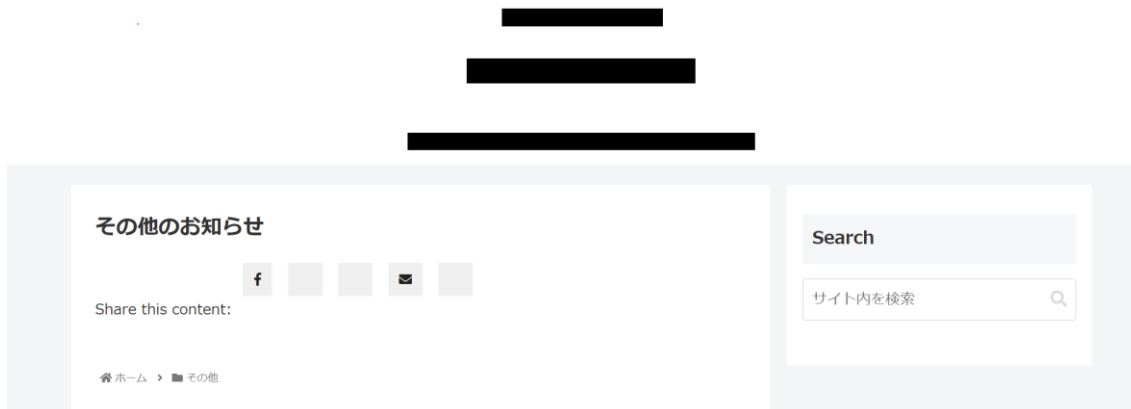 その他のお知らせ
Share this content:
ホーム > その他
Search
サイト内を検索